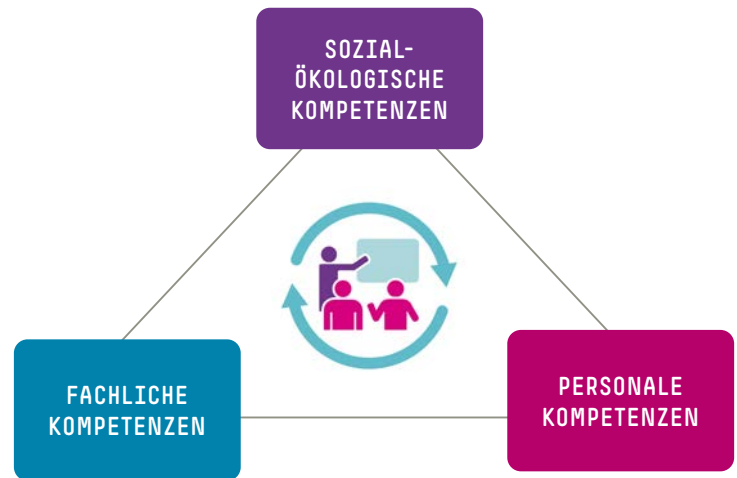 SOZIAL-
ÖKOLOGISCHE
KOMPETENZEN
FACHLICHE
KOMPETENZEN
PERSONALE
KOMPETENZEN